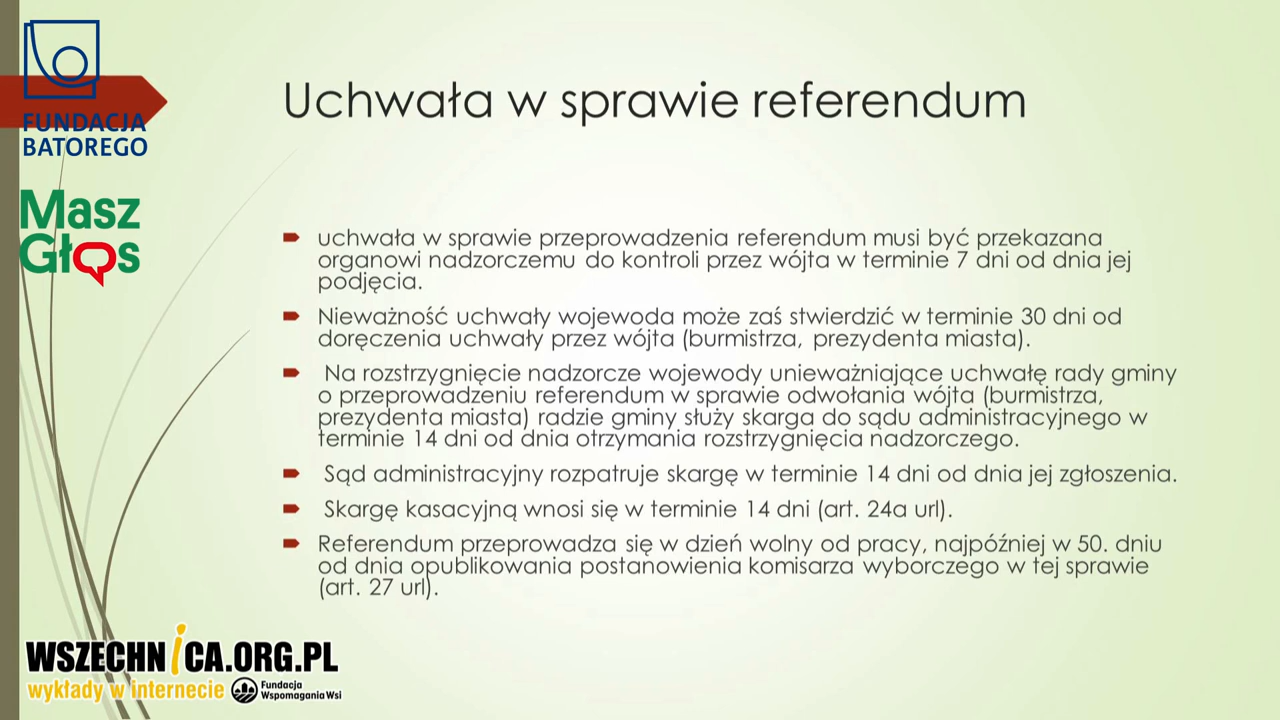 FUNDACJA
BATOREGO
Masz
Głos
Uchwała w sprawie referendum
uchwała w sprawie przeprowadzenia referendum musi być przekazana
organowi nadzorczemu do kontroli przez wójta w terminie 7 dni od dnia jej
podjęcia.
Nieważność uchwały wojewoda może zaś stwierdzić w terminie 30 dni od
doręczenia uchwały przez wójta (burmistrza, prezydenta miasta).
Na rozstrzygnięcie nadzorcze wojewody unieważniające uchwałę rady gminy
o przeprowadzeniu referendum w sprawie odwołania wójta (burmistrza,
prezydenta miasta) radzie gminy służy skarga do sądu administracyjnego w
terminie 14 dni od dnia otrzymania rozstrzygnięcia nadzorczego.
Sąd administracyjny rozpatruje skargę w terminie 14 dni od dnia jej zgłoszenia.
Skargę kasacyjną wnosi się w terminie 14 dni (art. 24a url).
Referendum przeprowadza się w dzień wolny od pracy, najpóźniej w 50. dniu
od dnia opublikowania postanowienia komisarza wyborczego w tej sprawie
(art. 27 url).
WSZECHNiCA.ORG.PL
wykłady w internecie
Fundacja
Wspomagania Wsi